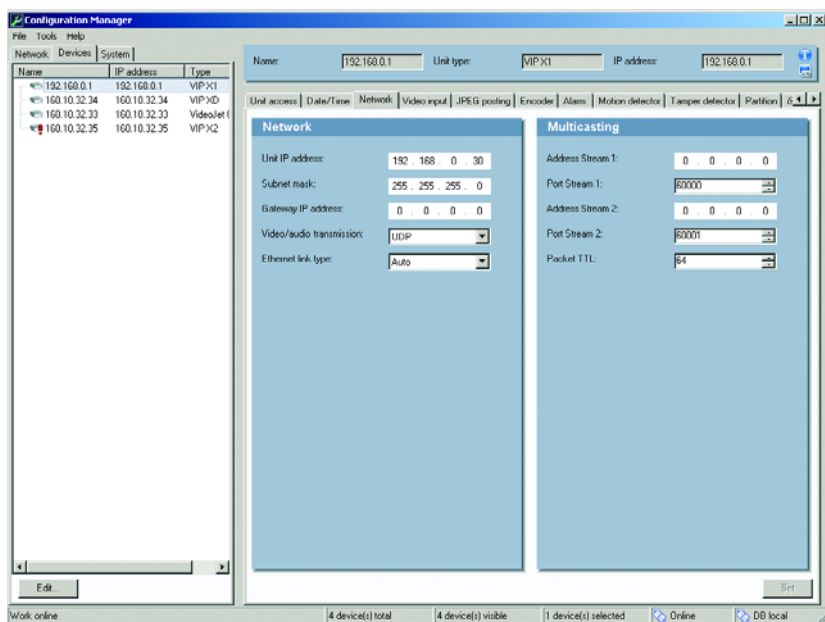 Configuration Manager
File Tools Help
Network Devices System
Name IP address Type
192.168.0.1 192.168.0.1 VIP X1
160.10.32.34 160.10.32.34 VIP XD
160.10.32.33 160.10.32.33 VideoJet 8
160.10.32.35 160.10.32.35 VIP X2
Name: 192.168.0.1 Unit type: VIP X1 IP address: 192.168.0.1
Unit access Date/Time Network Video input JPEG posting Encoder Alarm Motion detector Tamper detector Partition
Network
Unit IP address: 192 . 168 . 0 . 30
Subnet mask: 255 . 255 . 255 . 0
Gateway IP address: 0 . 0 . 0 . 0
Video/audio transmission: UDP
Ethernet link type: Auto
Multicasting
Address Stream 1: 0 . 0 . 0 . 0
Port Stream 1: 60000
Address Stream 2: 0 . 0 . 0 . 0
Port Stream 2: 60001
Packet TTL: 64
Edit... Set
Work online 4 device(s) total 4 device(s) visible 1 device(s) selected Online DB local